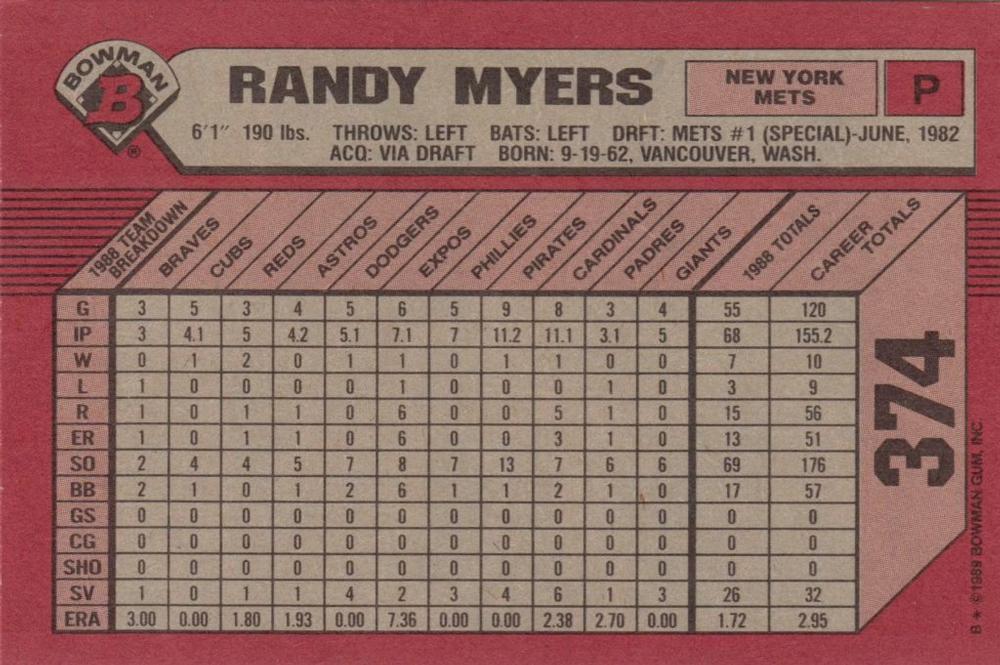 BOWMAN
B
®
RANDY MYERS
NEW YORK
METS
P
6'1" 190 lbs. THROWS: LEFT BATS: LEFT DRFT: METS #1 (SPECIAL)-JUNE, 1982
ACQ: VIA DRAFT BORN: 9-19-62, VANCOUVER, WASH.
1988 TEAM BREAKDOWN BRAVES CUBS REDS ASTROS DODGERS EXPOS PHILLIES PIRATES CARDINALS PADRES GIANTS 1988 TOTALS CAREER TOTALS
G 3 5 3 4 5 6 5 9 8 3 4 55 120
IP 3 4.1 5 4.2 5.1 7.1 7 11.2 11.1 3.1 5 68 155.2
W 0 1 2 0 1 1 0 1 1 0 0 7 10
L 1 0 0 0 0 1 0 0 0 1 0 3 9
R 1 0 1 1 0 6 0 0 5 1 0 15 56
ER 1 0 1 1 0 6 0 0 3 1 0 13 51
SO 2 4 4 5 7 8 7 13 7 6 6 69 176
BB 2 1 0 1 2 6 1 1 2 1 0 17 57
GS 0 0 0 0 0 0 0 0 0 0 0 0 0
CG 0 0 0 0 0 0 0 0 0 0 0 0 0
SHO 0 0 0 0 0 0 0 0 0 0 0 0 0
SV 1 0 1 1 4 2 3 4 6 1 3 26 32
ERA 3.00 0.00 1.80 1.93 0.00 7.36 0.00 0.00 2.38 2.70 0.00 1.72 2.95
374
B * ©1989 BOWMAN GUM, INC.